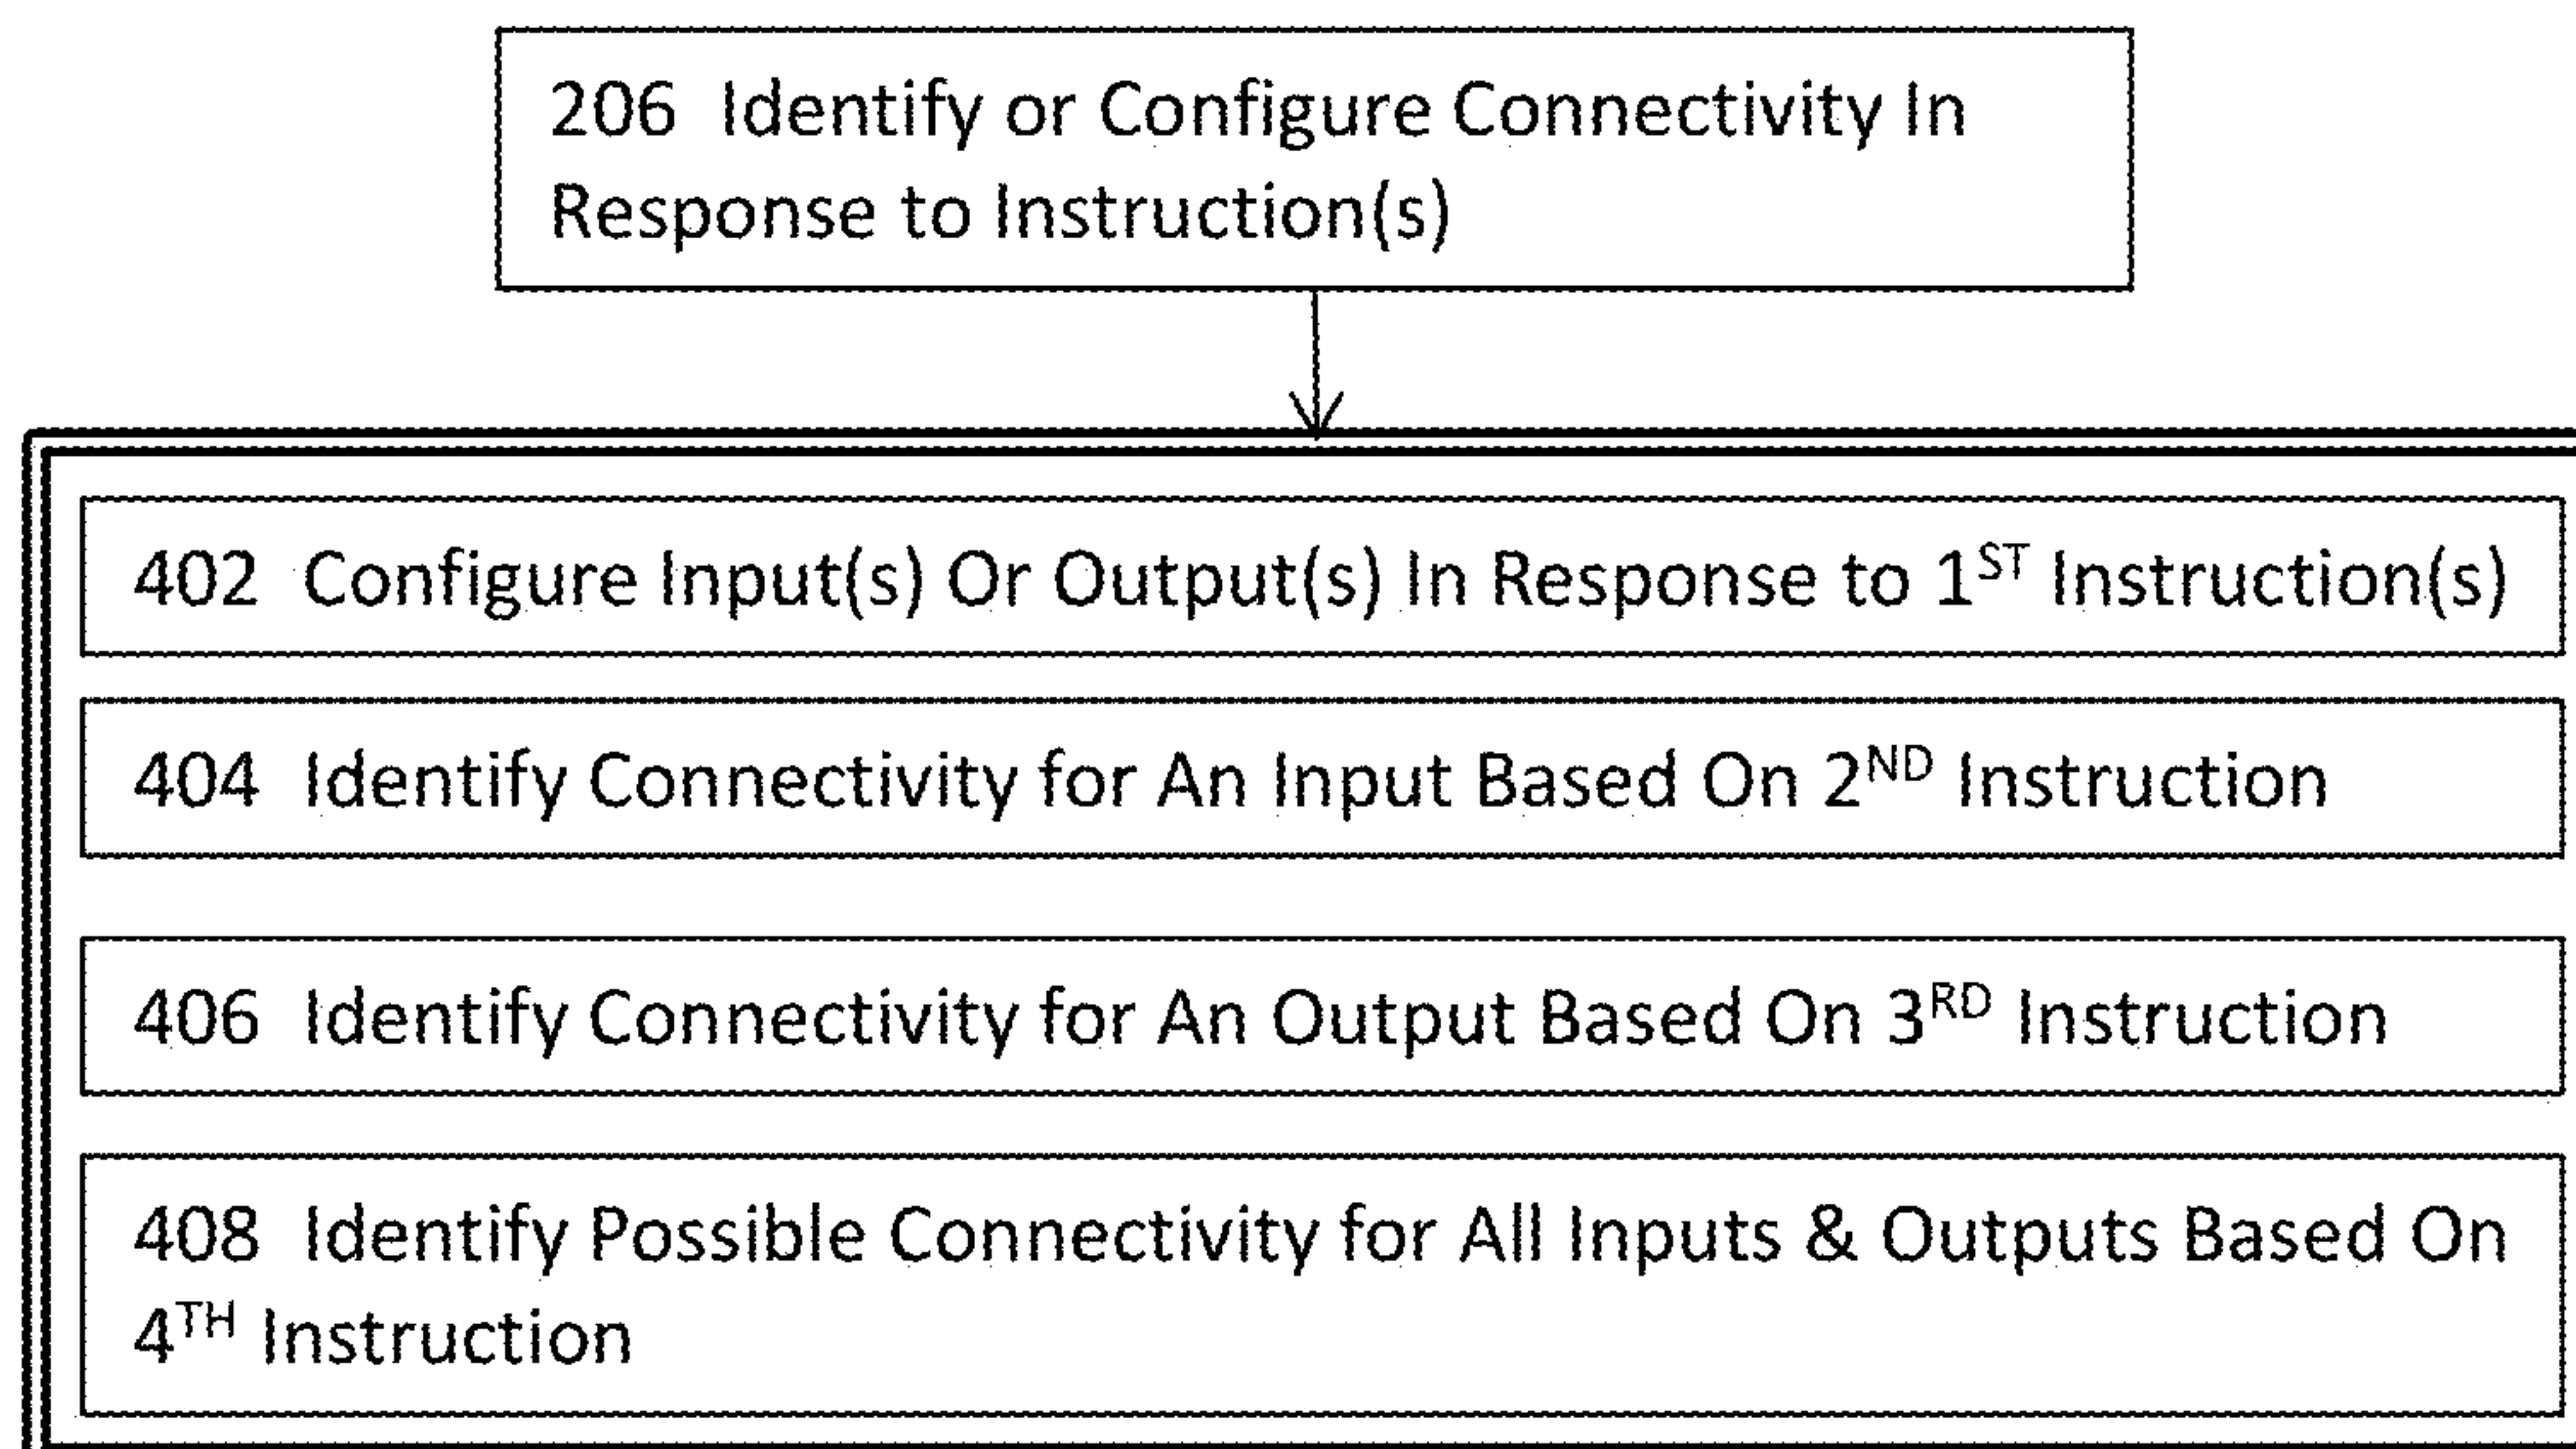 206 Identify or Configure Connectivity In
Response to Instruction(s)
402 Configure Input(s) Or Output(s) In Response to 1ST Instruction(s)
404 Identify Connectivity for An Input Based On 2ND Instruction
406 Identify Connectivity for An Output Based On 3RD Instruction
408 Identify Possible Connectivity for All Inputs & Outputs Based On
4TH Instruction